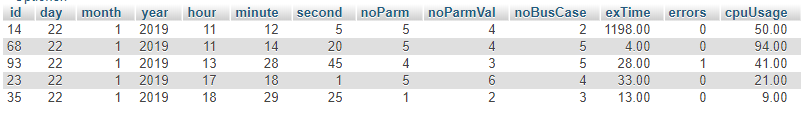 id day month year hour minute second noParm noParmVal noBusCase exTime errors cpuUsage
14 22 1 2019 11 12 5 5 4 2 1198.00 0 50.00
68 22 1 2019 11 14 20 5 5 5 4.00 0 94.00
93 22 1 2019 13 28 45 4 3 5 28.00 1 41.00
23 22 1 2019 17 18 1 5 6 4 33.00 0 21.00
35 22 1 2019 18 29 25 1 2 3 13.00 0 9.00